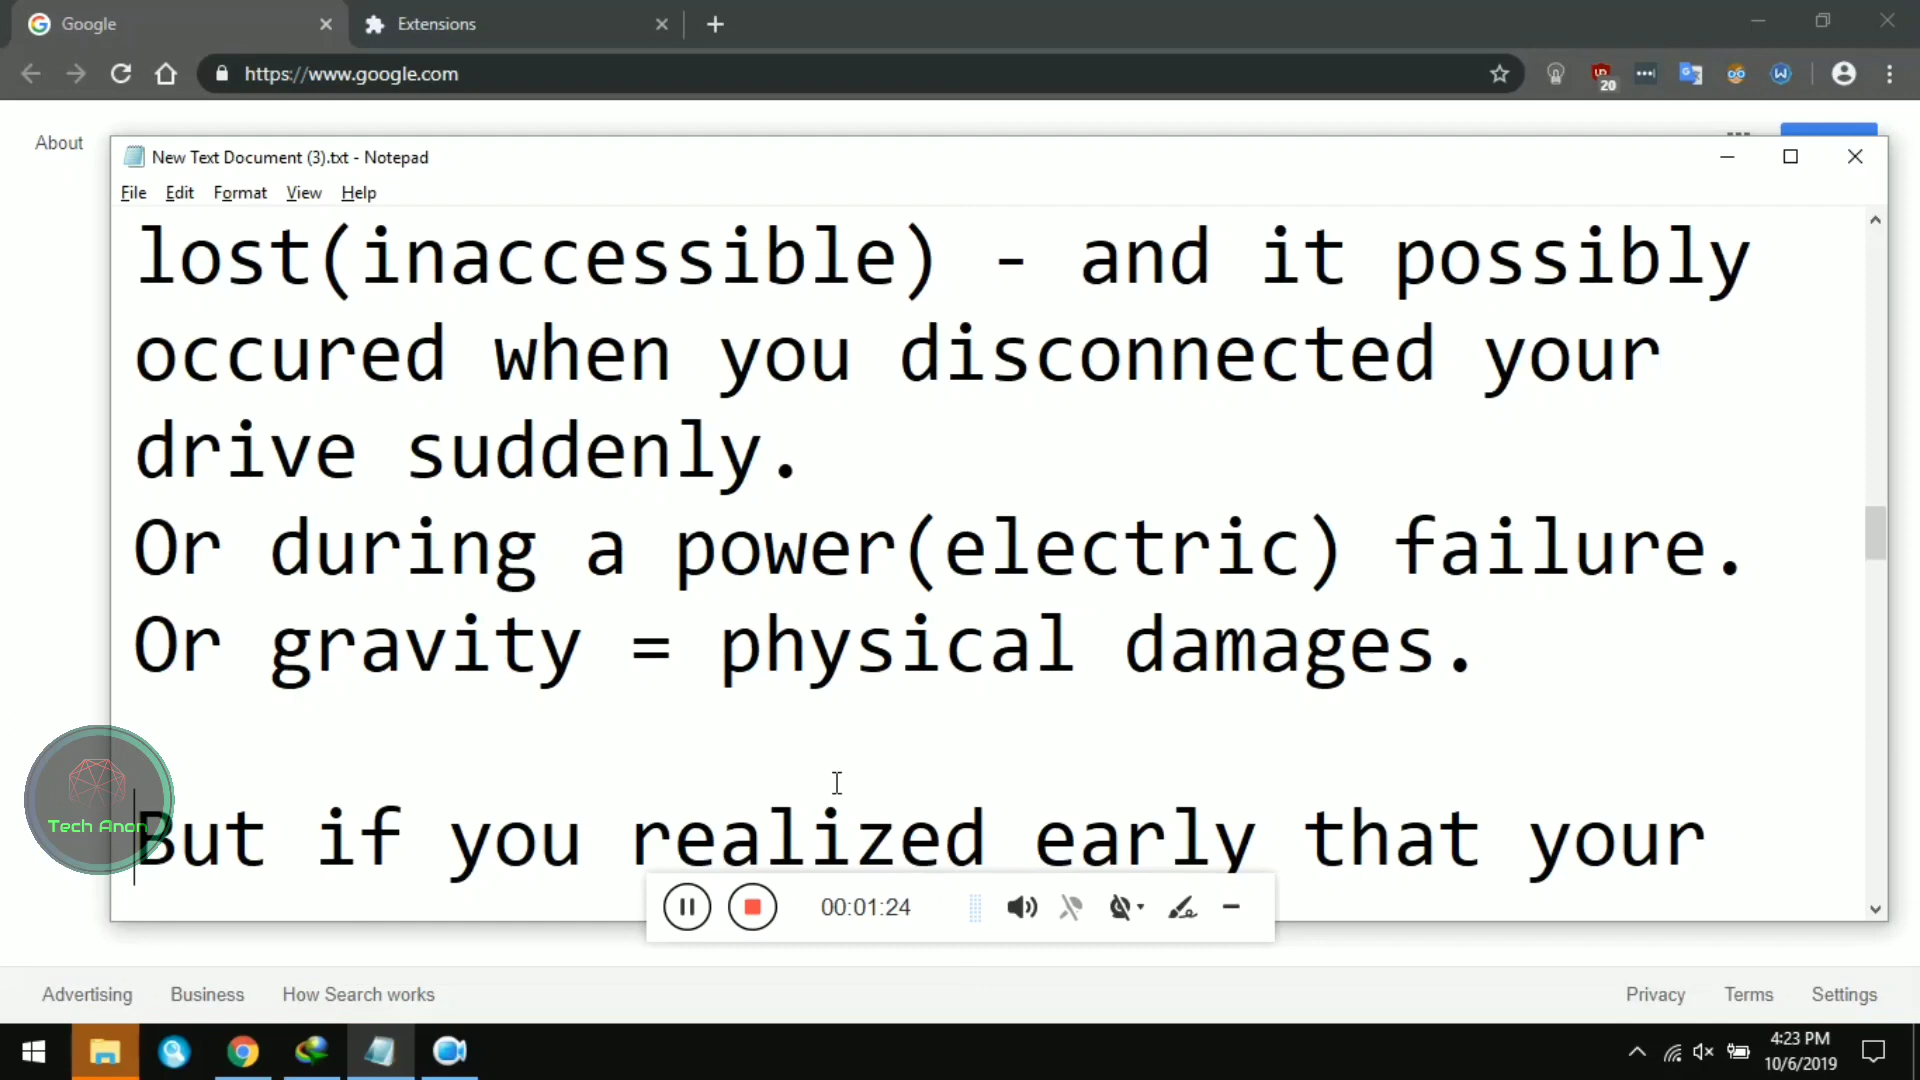 Google
Extensions
https://www.google.com
20
About
New Text Document (3).txt - Notepad
File Edit Format View Help
lost(inaccessible) - and it possibly
occured when you disconnected your
drive suddenly.
Or during a power(electric) failure.
Or gravity = physical damages.
But if you realized early that your
Tech Anon
00:01:24
Advertising Business How Search works
Privacy Terms Settings
4:23 PM
10/6/2019